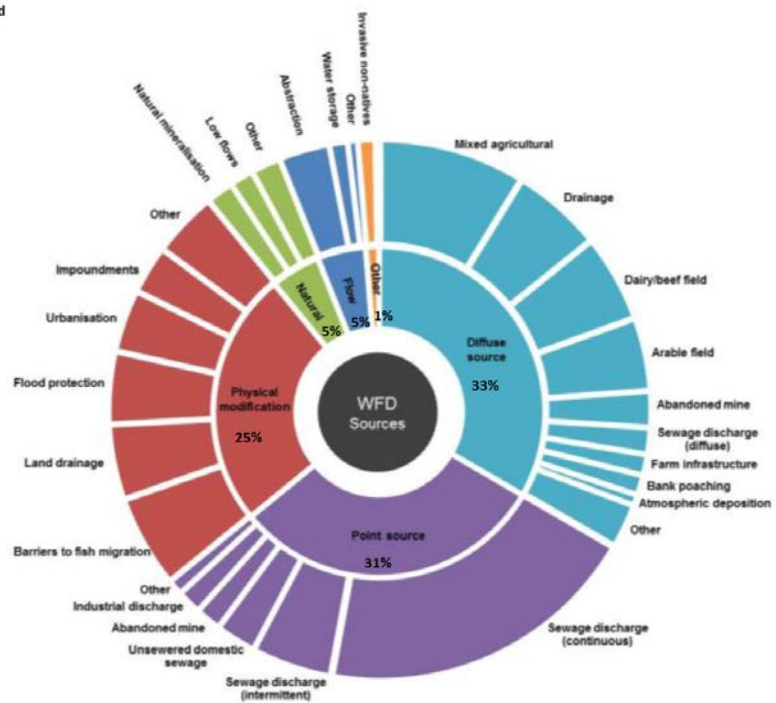 d
Natural mineralisation
Low flows
Other
Abstraction
Water storage
Other
Invasive non-natives
Mixed agricultural
Drainage
Dairy/beef field
Arable field
Abandoned mine
Sewage discharge
(diffuse)
Farm infrastructure
Bank poaching
Atmospheric deposition
Other
Sewage discharge
(continuous)
Sewage discharge
(intermittent)
Unsewered domestic
sewage
Abandoned mine
Industrial discharge
Other
Barriers to fish migration
Land drainage
Flood protection
Urbanisation
Impoundments
Other
Natural
5%
Flow
5%
Other
1%
Diffuse
source
33%
Point source
31%
Physical
modification
25%
WFD
Sources